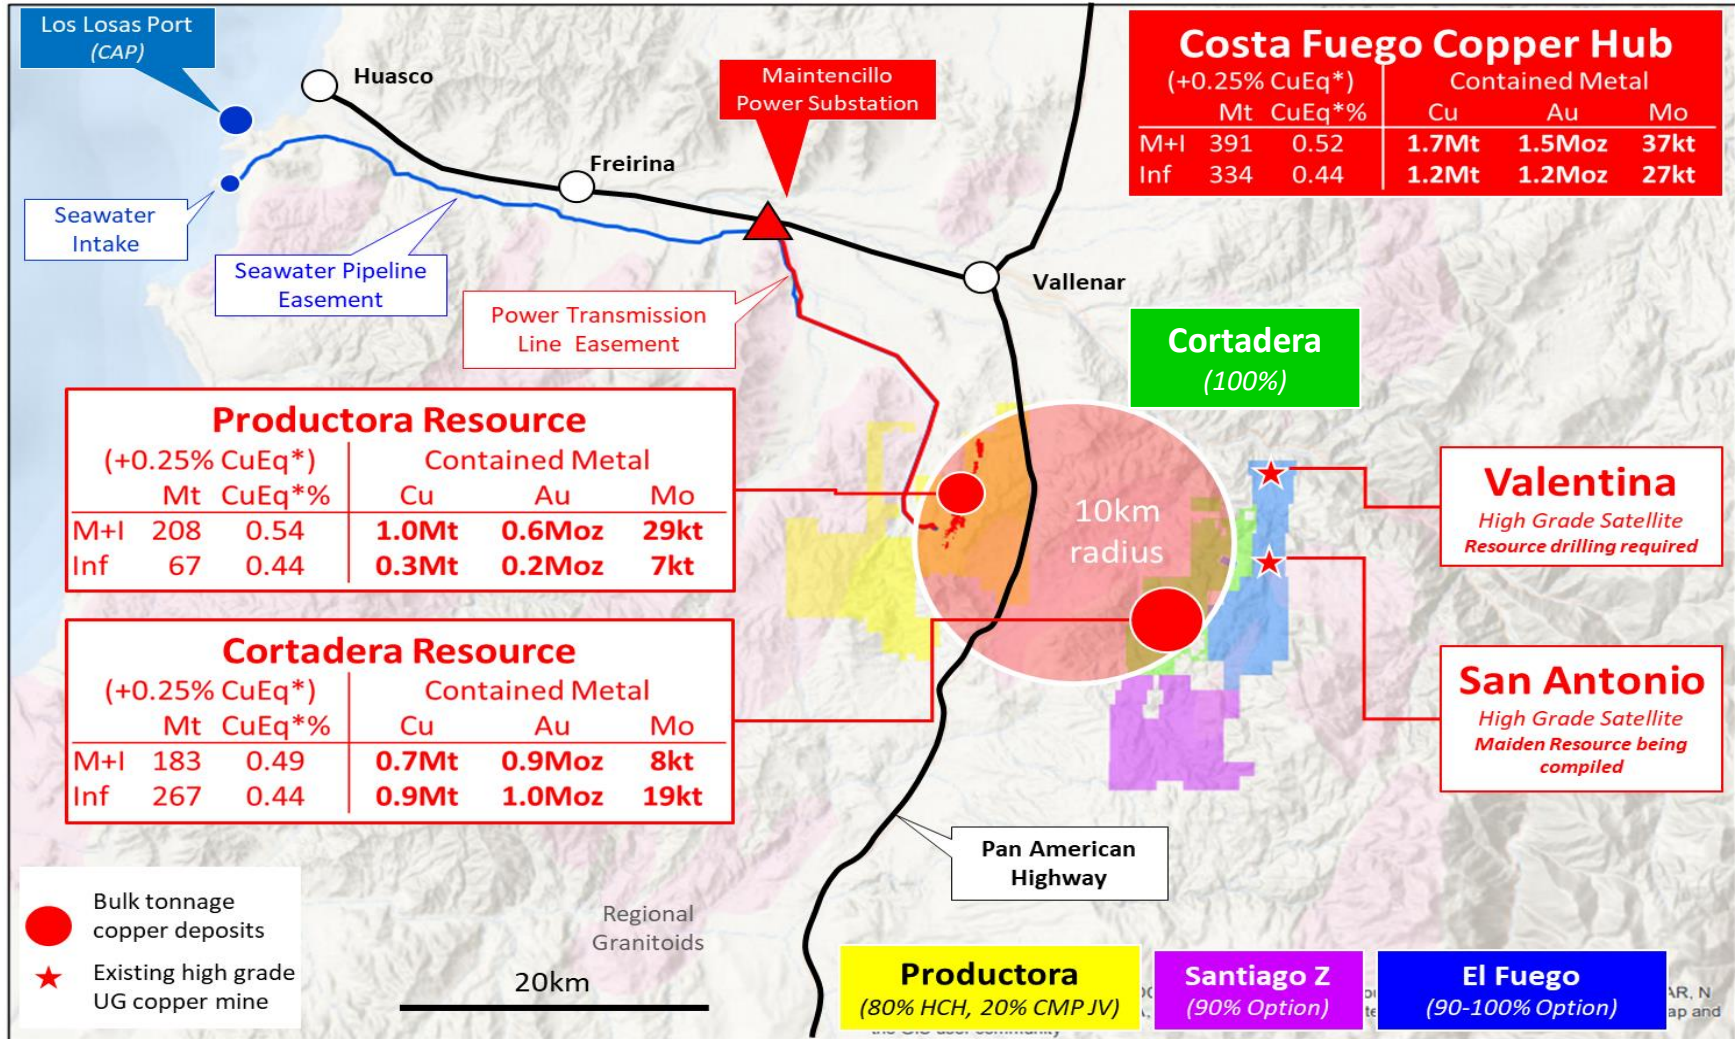 Los Losas Port
(CAP)
Huasco
Maintencillo
Power Substation
Costa Fuego Copper Hub
(+0.25% CuEq*) Contained Metal
Mt CuEq*% Cu Au Mo
M+I 391 0.52 1.7Mt 1.5Moz 37kt
Inf 334 0.44 1.2Mt 1.2Moz 27kt
Freirina
Seawater
Intake
Seawater Pipeline
Easement
Vallenar
Power Transmission
Line Easement
Cortadera
(100%)
Productora Resource
(+0.25% CuEq*) Contained Metal
Mt CuEq*% Cu Au Mo
M+I 208 0.54 1.0Mt 0.6Moz 29kt
Inf 67 0.44 0.3Mt 0.2Moz 7kt
10km
radius
Valentina
High Grade Satellite
Resource drilling required
Cortadera Resource
(+0.25% CuEq*) Contained Metal
Mt CuEq*% Cu Au Mo
M+I 183 0.49 0.7Mt 0.9Moz 8kt
Inf 267 0.44 0.9Mt 1.0Moz 19kt
San Antonio
High Grade Satellite
Maiden Resource being
compiled
Pan American
Highway
Bulk tonnage
copper deposits
Existing high grade
UG copper mine
Regional
Granitoids
20km
Productora
(80% HCH, 20% CMP JV)
Santiago Z
(90% Option)
El Fuego
(90-100% Option)
AR, N
ap and